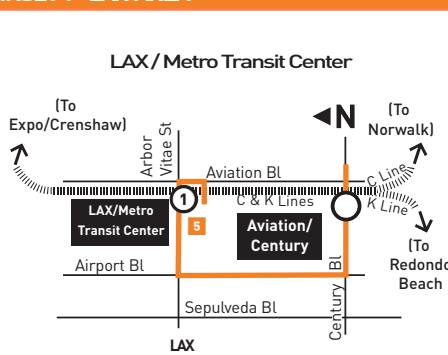 LAX/Metro Transit Center
(To
Expo/Crenshaw)
Arbor
Vitae St
N
(To
Norwalk)
Aviation Bl
C Line
K Line
C & K Lines
1
LAX/Metro
Transit Center
5
Aviation/
Century
(To
Redondo
Beach
Airport Bl
Century Bl
Sepulveda Bl
LAX